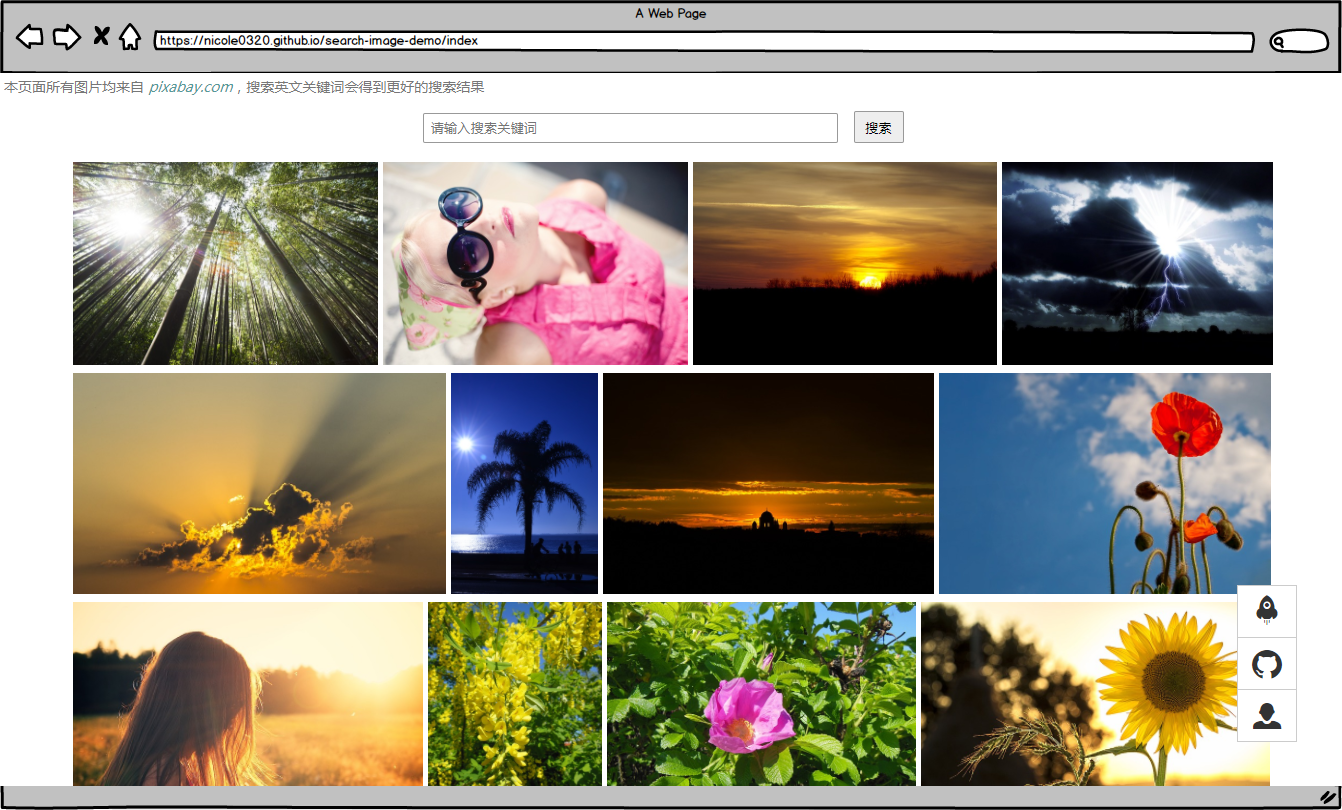 A Web Page
https://nicole0320.github.io/search-image-demo/index
本页面所有图片均来自 pixabay.com，搜索英文关键词会得到更好的搜索结果
请输入搜索关键词
搜索